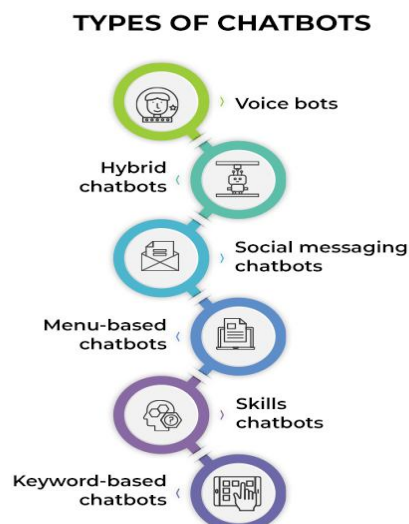 TYPES OF CHATBOTS
Voice bots
Hybrid
chatbots
Social messaging
chatbots
Menu-based
chatbots
Skills
chatbots
Keyword-based
chatbots